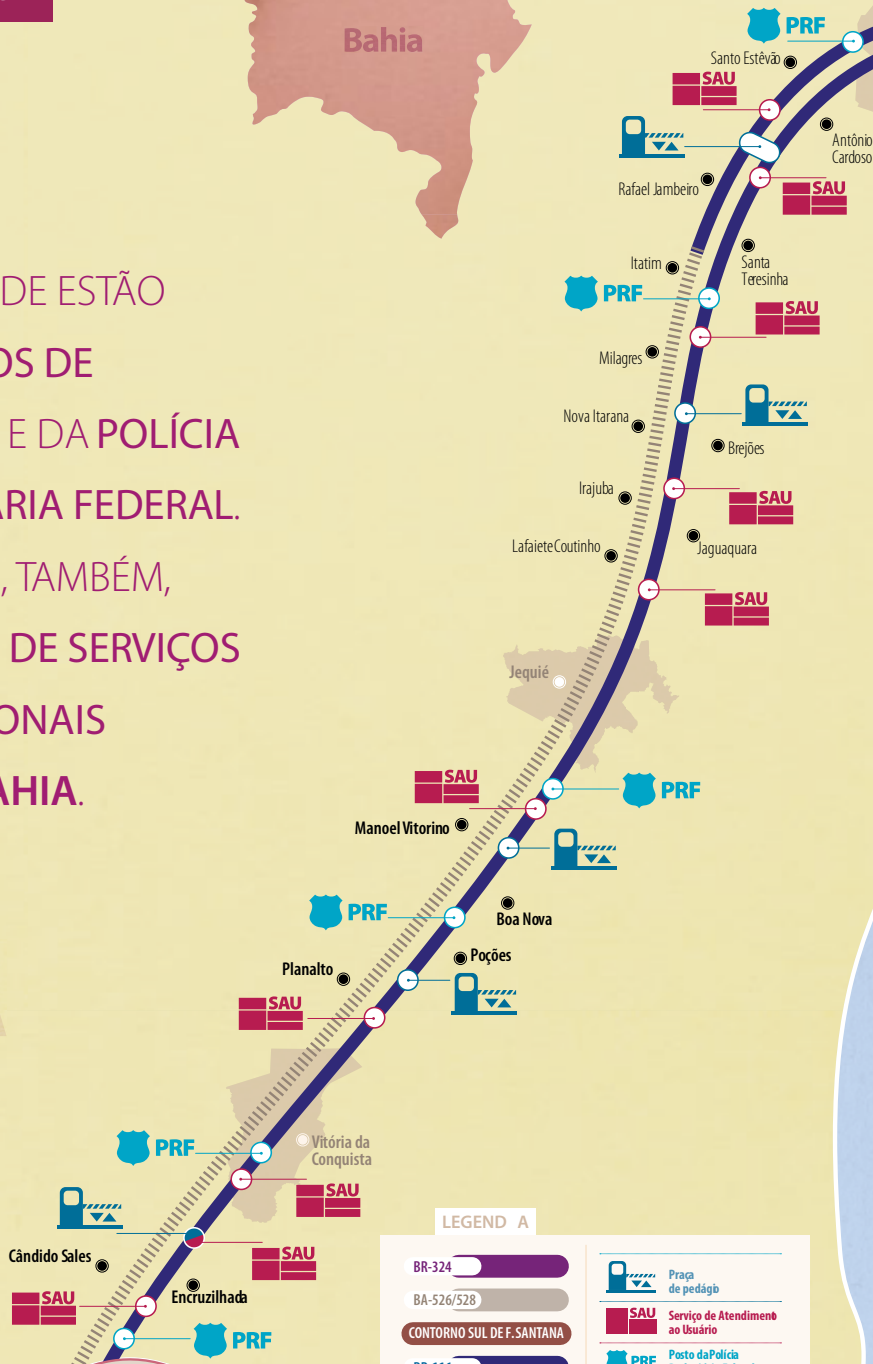 Bahia
PRF
Santo Estêvão
SAU
Antônio
Cardoso
Rafael Jambeiro
SAU
Itatim
Santa
Teresinha
PRF
SAU
Milagres
Nova Itarana
Brejões
Irajuba
SAU
Lafaiete Coutinho
Jaguaquara
SAU
DE ESTÃO
OS DE
E DA POLÍCIA
ARIA FEDERAL.
, TAMBÉM,
DE SERVIÇOS
ONAIS
AHIA.
Jequié
SAU
PRF
Manoel Vitorino
PRF
Boa Nova
Poções
Planalto
SAU
PRF
Vitória da
Conquista
SAU
Cândido Sales
SAU
Encruzilhada
SAU
PRF
LEGEND A
BR-324
BA-526/528
CONTORNO SUL DE F. SANTANA
Praça
de pedágio
SAU
Serviço de Atendimento
ao Usuário
PRF
Posto da Polícia